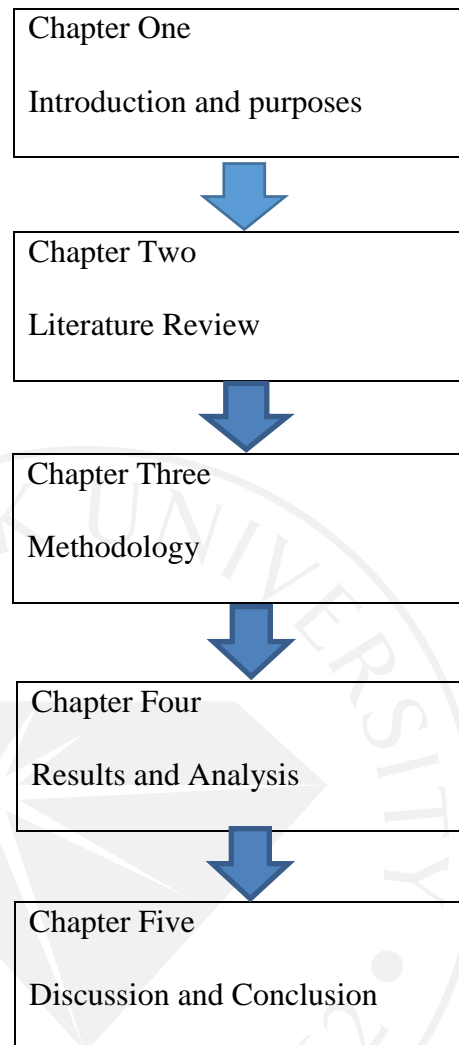 Chapter One
Introduction and purposes
Chapter Two
Literature Review
Chapter Three
Methodology
Chapter Four
Results and Analysis
Chapter Five
Discussion and Conclusion
UNIVERSITY